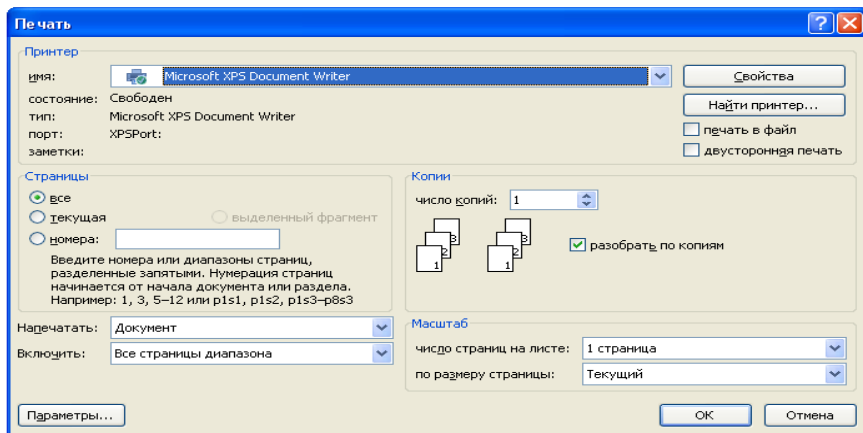 Печать
Принтер
имя: Microsoft XPS Document Writer
Свойства
состояние: Свободен
Найти принтер...
тип: Microsoft XPS Document Writer
порт: XPSPort:
печать в файл
заметки:
двусторонняя печать
Страницы
все
текущая
выделенный фрагмент
номера:
Введите номера или диапазоны страниц,
разделенные запятыми. Нумерация страниц
начинается от начала документа или раздела.
Например: 1, 3, 5–12 или p1s1, p1s2, p1s3–p8s3
Копии
число копий: 1
3 3
2 2
1 1
разобрать по копиям
Напечатать: Документ
Включить: Все страницы диапазона
Масштаб
число страниц на листе: 1 страница
по размеру страницы: Текущий
Параметры...
ОК
Отмена